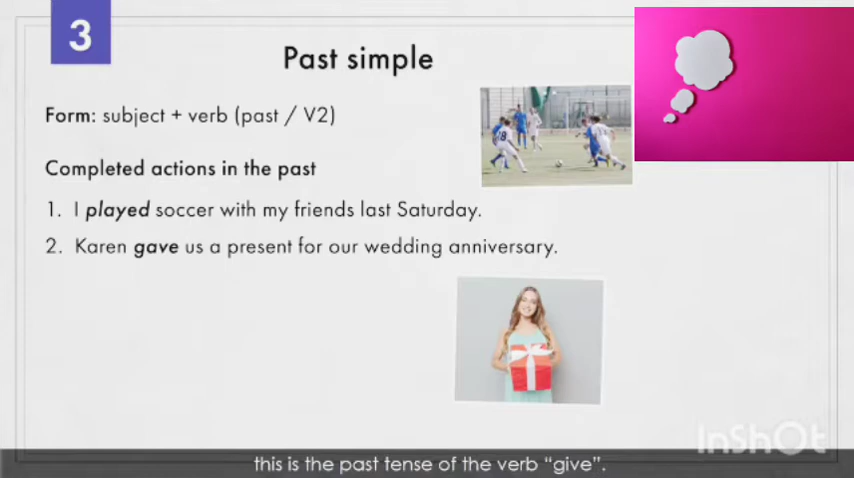 3
Past simple
Form: subject + verb (past / V2)
Completed actions in the past
1. I played soccer with my friends last Saturday.
2. Karen gave us a present for our wedding anniversary.
InShOt
this is the past tense of the verb “give”.